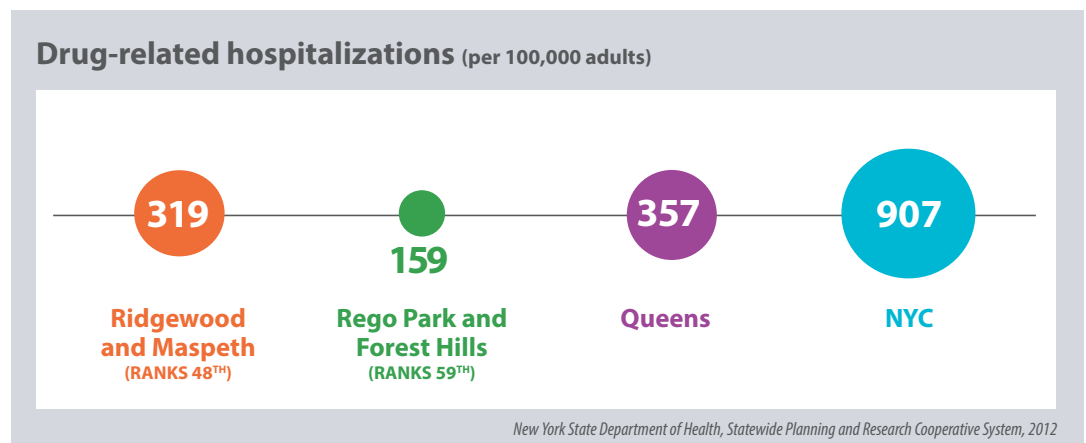 Drug-related hospitalizations (per 100,000 adults)
319
159
357
907
Ridgewood
and Maspeth
(RANKS 48TH)
Rego Park and
Forest Hills
(RANKS 59TH)
Queens
NYC
New York State Department of Health, Statewide Planning and Research Cooperative System, 2012